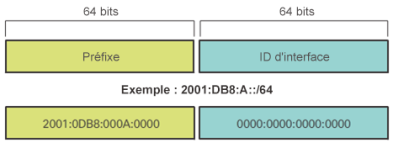 64 bits 64 bits
Préfixe ID d'interface
Exemple : 2001:DB8:A::/64
2001:0DB8:000A:0000 0000:0000:0000:0000